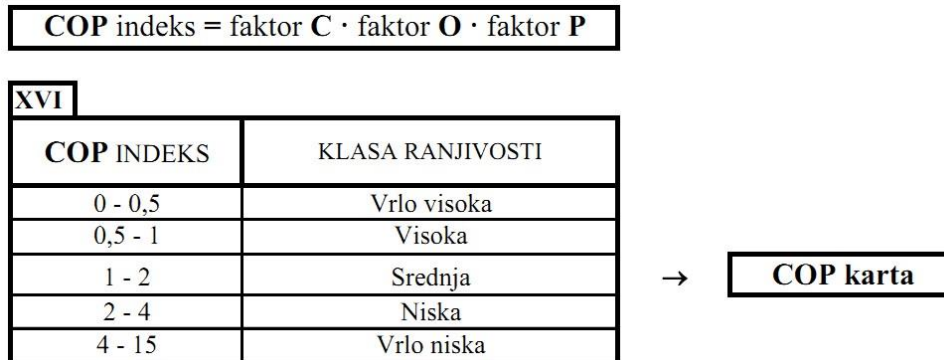 COP indeks = faktor C · faktor O · faktor P
XVI
COP INDEKS KLASA RANJIVOSTI
0 - 0,5 Vrlo visoka
0,5 - 1 Visoka
1 - 2 Srednja → COP karta
2 - 4 Niska
4 - 15 Vrlo niska